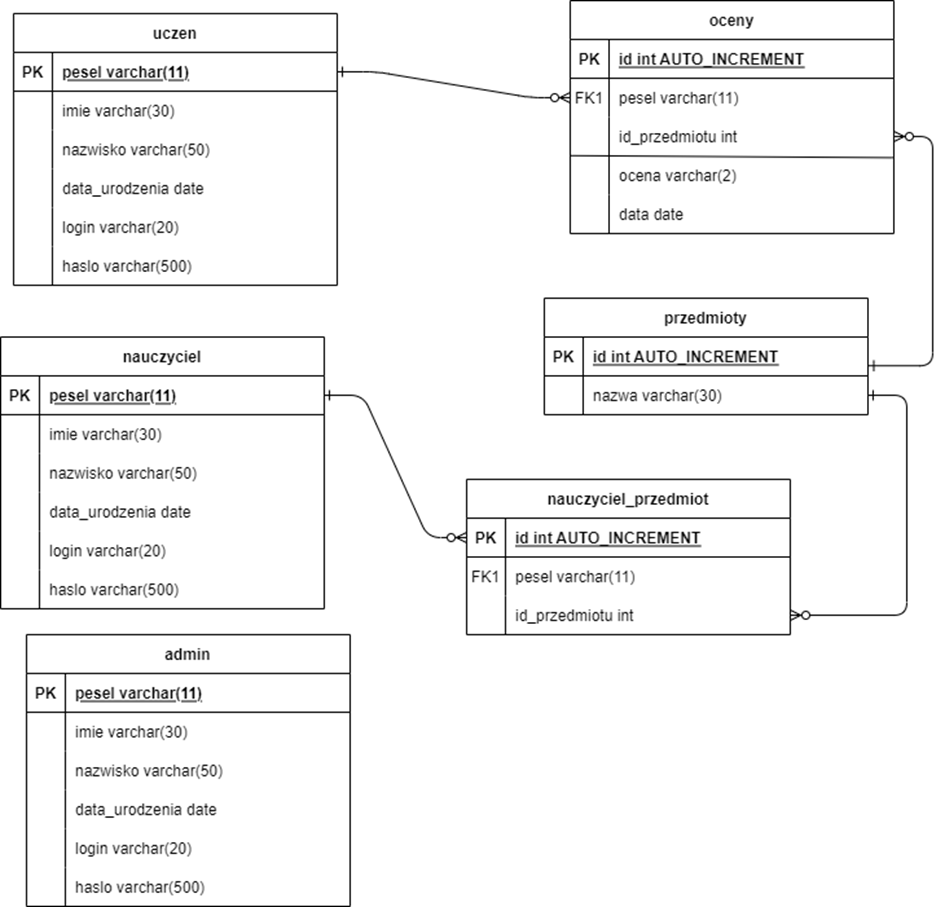 uczen
PK pesel varchar(11)
imie varchar(30)
nazwisko varchar(50)
data_urodzenia date
login varchar(20)
haslo varchar(500)
oceny
PK id int AUTO_INCREMENT
FK1 pesel varchar(11)
id_przedmiotu int
ocena varchar(2)
data date
przedmioty
PK id int AUTO_INCREMENT
nazwa varchar(30)
nauczyciel
PK pesel varchar(11)
imie varchar(30)
nazwisko varchar(50)
data_urodzenia date
login varchar(20)
haslo varchar(500)
nauczyciel_przedmiot
PK id int AUTO_INCREMENT
FK1 pesel varchar(11)
id_przedmiotu int
admin
PK pesel varchar(11)
imie varchar(30)
nazwisko varchar(50)
data_urodzenia date
login varchar(20)
haslo varchar(500)